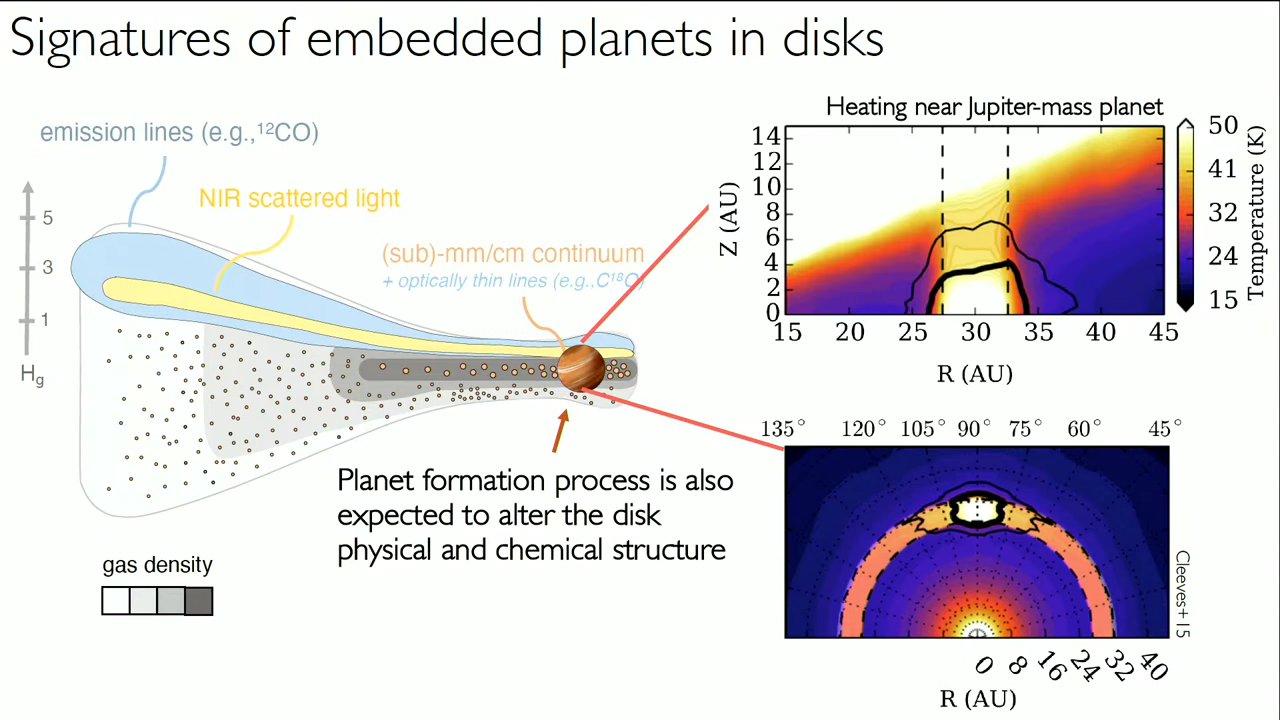 Signatures of embedded planets in disks
emission lines (e.g.,¹²CO)
NIR scattered light
(sub)-mm/cm continuum
+ optically thin lines (e.g.,C¹⁸O)
5
3
1
Hg
Planet formation process is also
expected to alter the disk
physical and chemical structure
gas density
Heating near Jupiter-mass planet
14
12
10
8
6
4
2
0
Z (AU)
15 20 25 30 35 40 45
R (AU)
50
41
32
24
15
Temperature (K)
135° 120° 105° 90° 75° 60° 45°
Cleeves+15
0 8 16 24 32 40
R (AU)